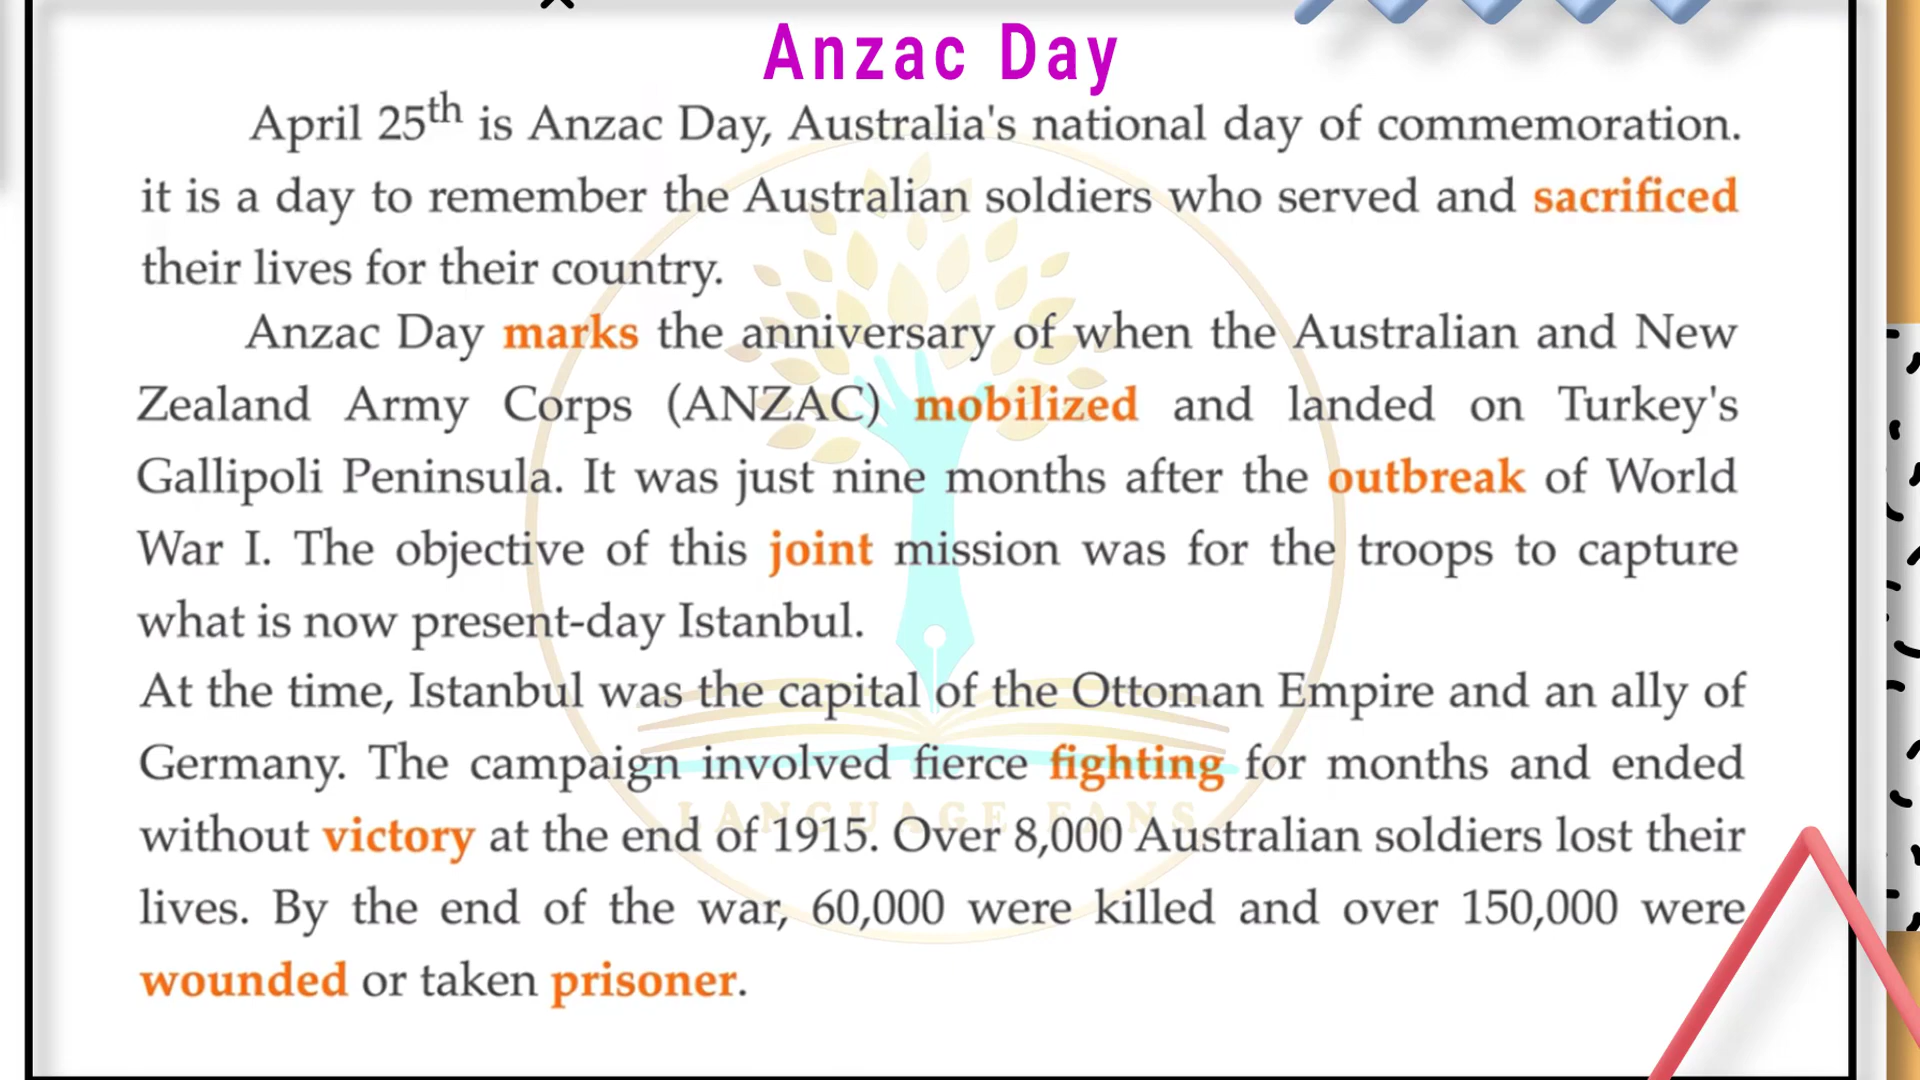 Anzac Day
April 25th is Anzac Day, Australia's national day of commemoration.
it is a day to remember the Australian soldiers who served and sacrificed
their lives for their country.
Anzac Day marks the anniversary of when the Australian and New
Zealand Army Corps (ANZAC) mobilized and landed on Turkey's
Gallipoli Peninsula. It was just nine months after the outbreak of World
War I. The objective of this joint mission was for the troops to capture
what is now present-day Istanbul.
At the time, Istanbul was the capital of the Ottoman Empire and an ally of
Germany. The campaign involved fierce fighting for months and ended
LANGUAGE FANS
without victory at the end of 1915. Over 8,000 Australian soldiers lost their
lives. By the end of the war, 60,000 were killed and over 150,000 were
wounded or taken prisoner.